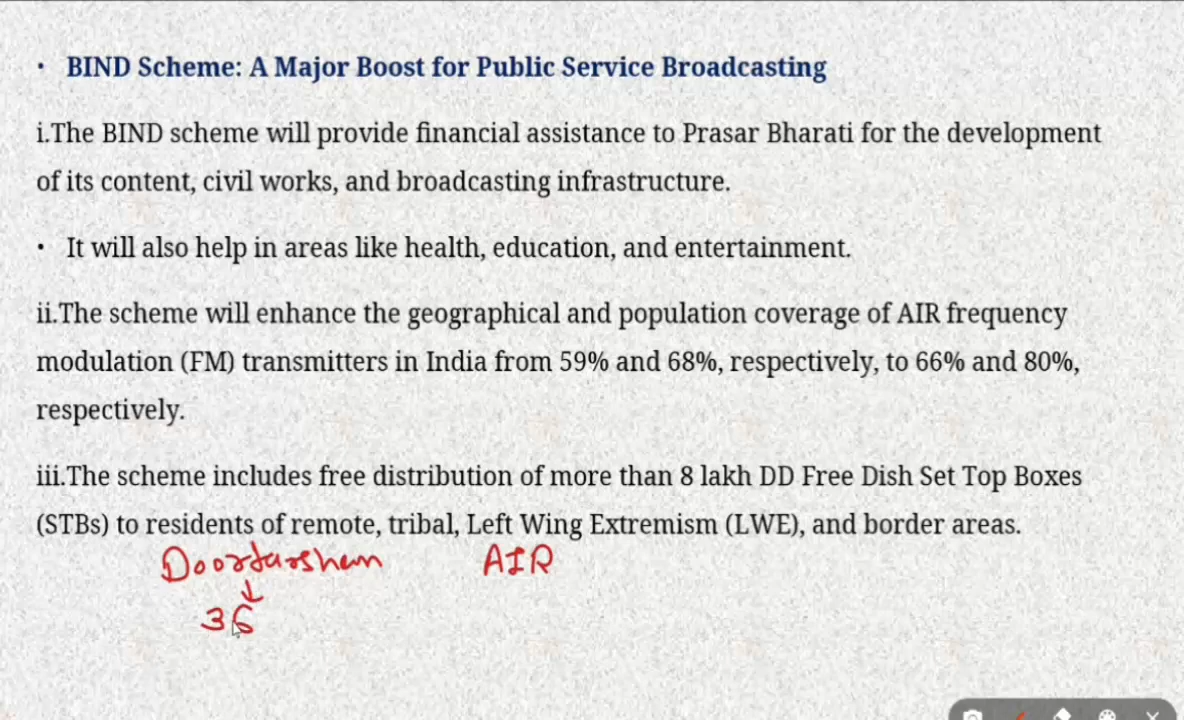 • BIND Scheme: A Major Boost for Public Service Broadcasting
i.The BIND scheme will provide financial assistance to Prasar Bharati for the development
of its content, civil works, and broadcasting infrastructure.
• It will also help in areas like health, education, and entertainment.
ii.The scheme will enhance the geographical and population coverage of AIR frequency
modulation (FM) transmitters in India from 59% and 68%, respectively, to 66% and 80%,
respectively.
iii.The scheme includes free distribution of more than 8 lakh DD Free Dish Set Top Boxes
(STBs) to residents of remote, tribal, Left Wing Extremism (LWE), and border areas.
Doordarshan AIR
↓
36